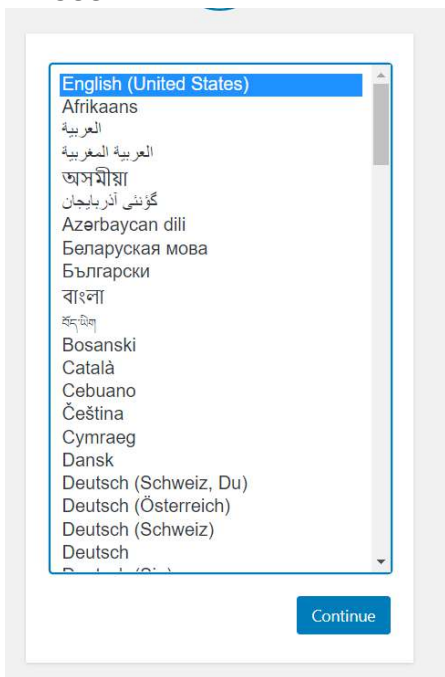 English (United States)
Afrikaans
العربية
العربية المغربية
অসমীয়া
گؤنئی آذربایجان
Azərbaycan dili
Беларуская мова
Български
বাংলা
བོད་ཡིག
Bosanski
Català
Cebuano
Čeština
Cymraeg
Dansk
Deutsch (Schweiz, Du)
Deutsch (Österreich)
Deutsch (Schweiz)
Deutsch
Continue